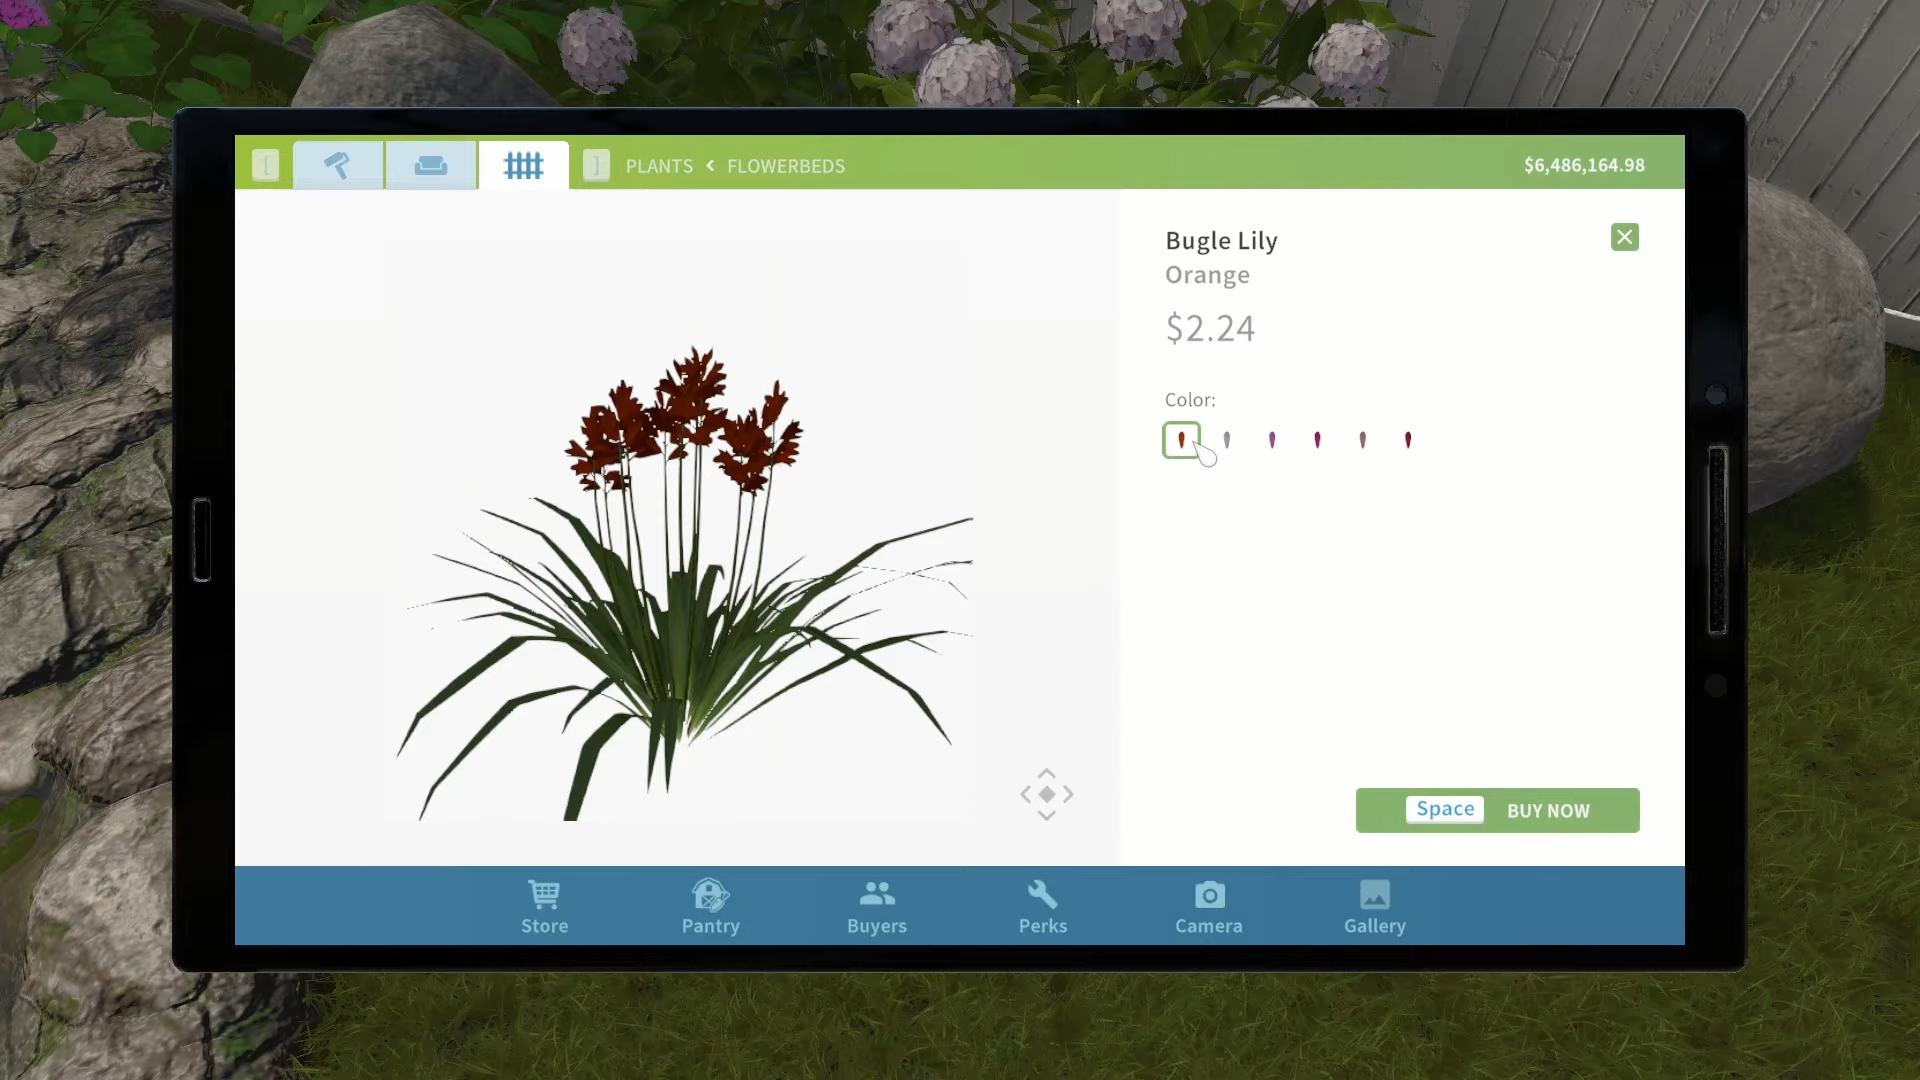 [
]
PLANTS < FLOWERBEDS
$6,486,164.98
Bugle Lily
Orange
$2.24
Color:
Space BUY NOW
Store
Pantry
Buyers
Perks
Camera
Gallery